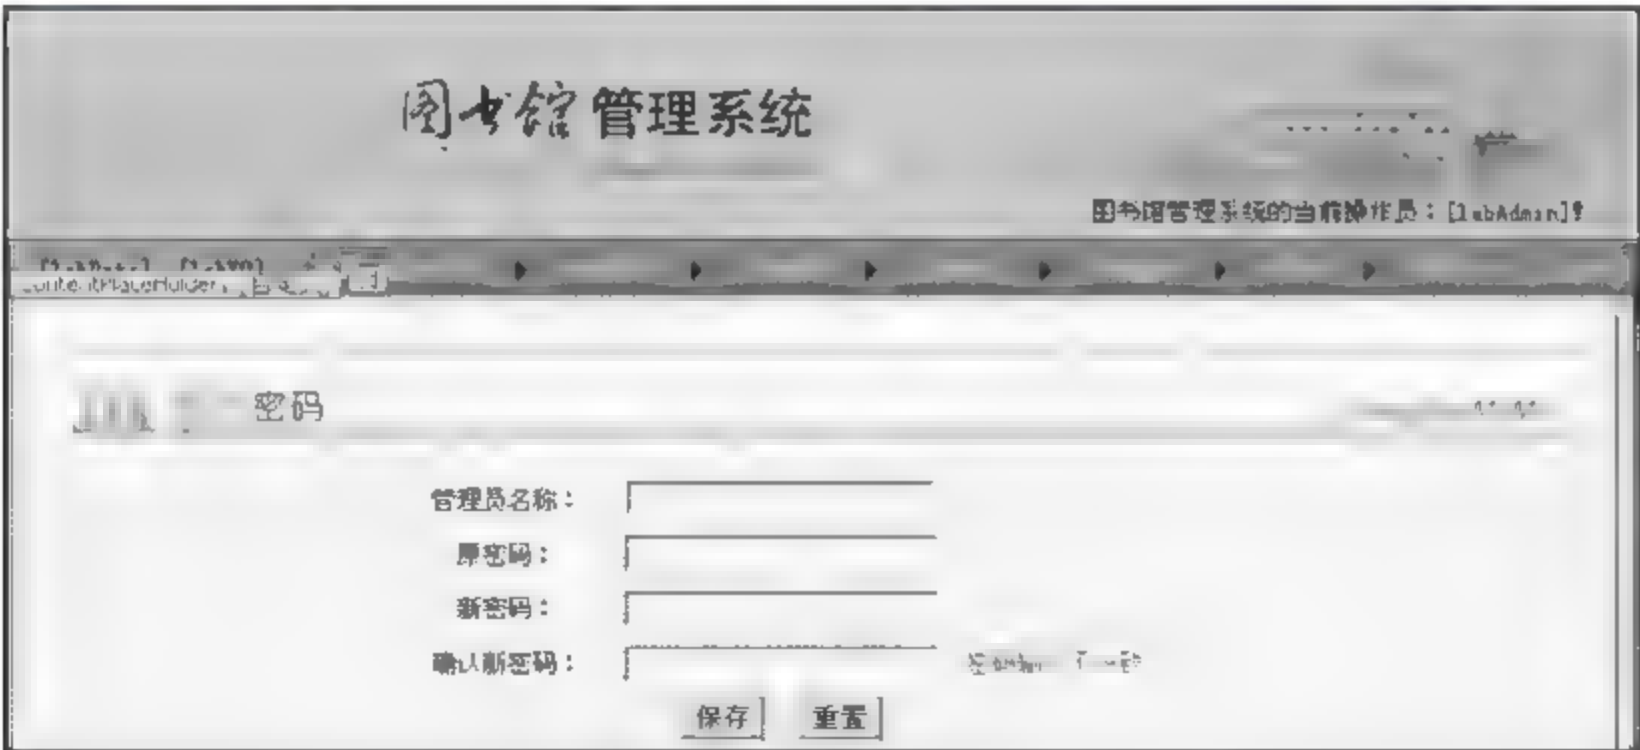 图书馆管理系统
图书馆管理系统的当前操作员：[labAdmin]！
密码
管理员名称：
原密码：
新密码：
确认新密码：
保存 重置